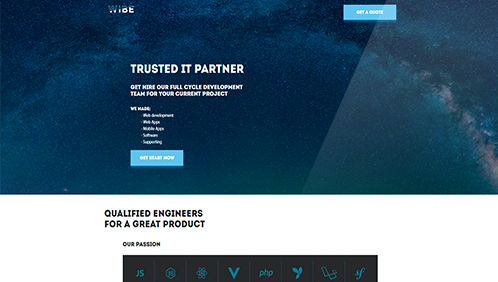 WIBE
GET A QUOTE
TRUSTED IT PARTNER
GET HIRE OUR FULL CYCLE DEVELOPMENT
TEAM FOR YOUR CURRENT PROJECT
WE MADE:
- Web development
- Web Apps
- Mobile Apps
- Software
- Supporting
GET START NOW
QUALIFIED ENGINEERS
FOR A GREAT PRODUCT
OUR PASSION
JS JS php sf